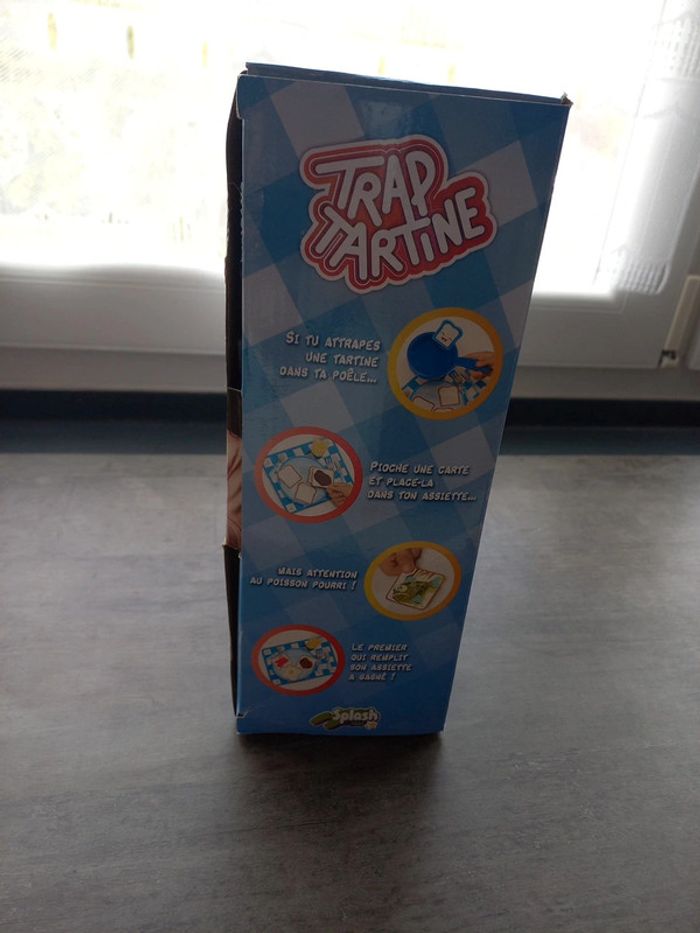 TRAP
TARTINE
SI TU ATTRAPES
UNE TARTINE
DANS TA POÊLE...
PIOCHE UNE CARTE
ET PLACE-LA
DANS TON ASSIETTE...
MAIS ATTENTION
AU POISSON POURRI !
LE PREMIER
QUI REMPLIT
SON ASSIETTE
A GAGNÉ !
Splash